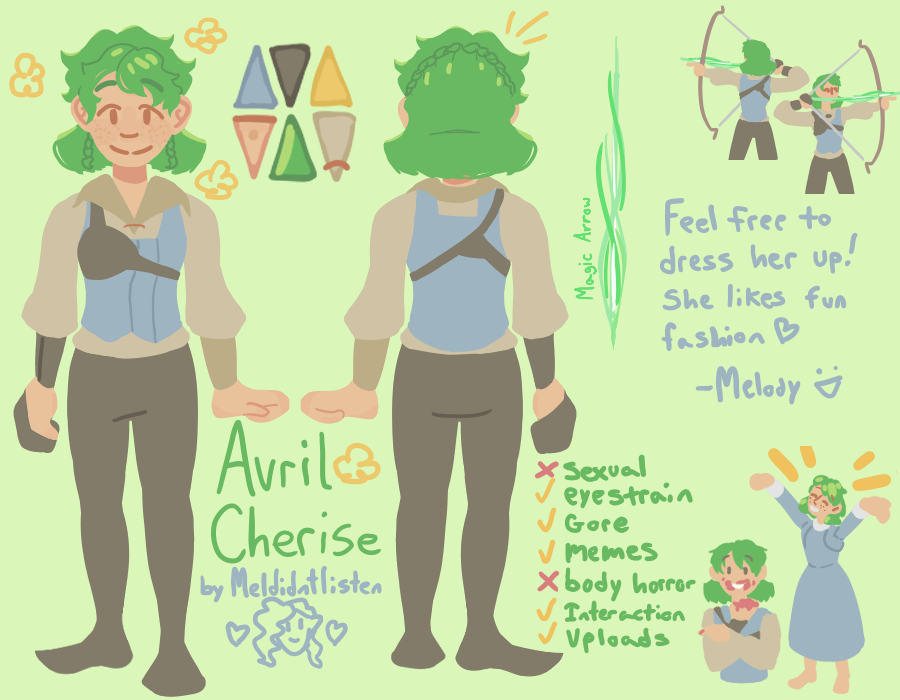 Magic Arrow
Feel free to
dress her up!
She likes fun
fashion
-Melody
Avril
Cherise
by Meldidntlisten
sexual
eyestrain
Gore
memes
body horror
Interaction
Uploads